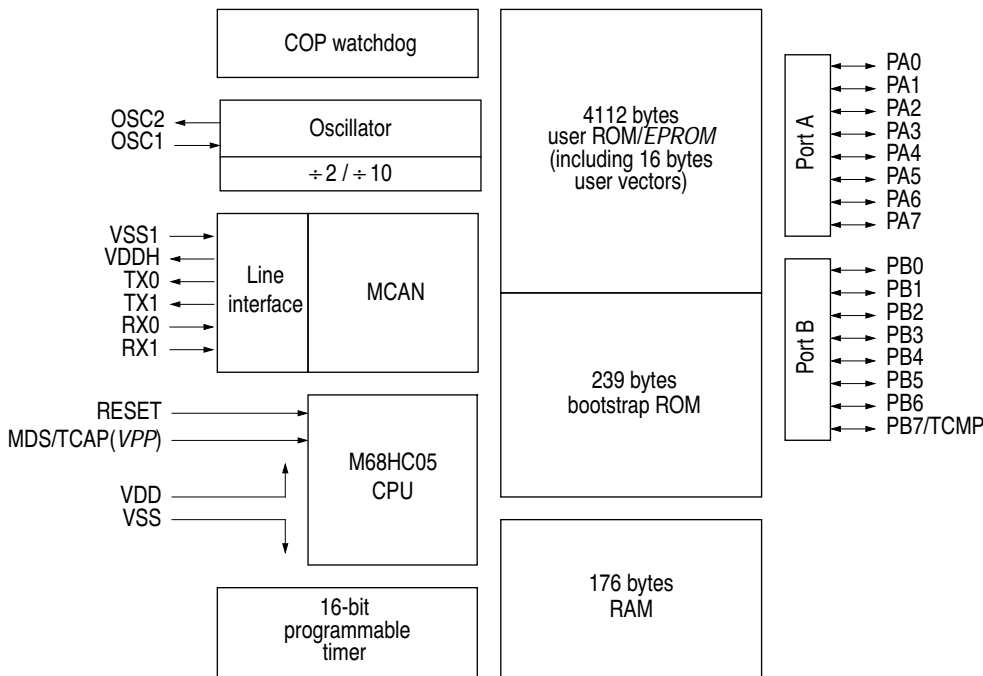 COP watchdog
OSC2
OSC1
Oscillator
÷2 / ÷10
VSS1
VDDH
TX0
TX1
RX0
RX1
Line
interface
MCAN
RESET
MDS/TCAP(VPP)
VDD
VSS
M68HC05
CPU
16-bit
programmable
timer
4112 bytes
user ROM/EPROM
(including 16 bytes
user vectors)
239 bytes
bootstrap ROM
176 bytes
RAM
Port A
PA0
PA1
PA2
PA3
PA4
PA5
PA6
PA7
Port B
PB0
PB1
PB2
PB3
PB4
PB5
PB6
PB7/TCMP